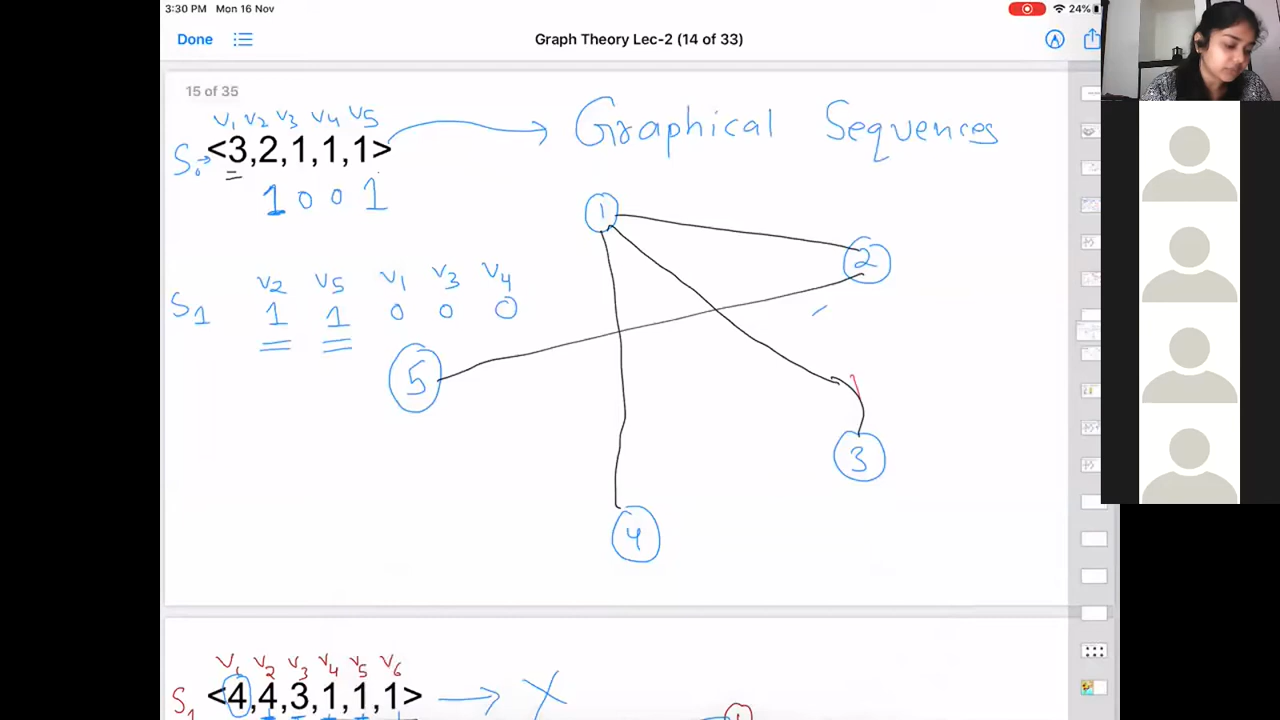 3:30 PM Mon 16 Nov
24%
Done
Graph Theory Lec-2 (14 of 33)
15 of 35
V1 V2 V3 V4 V5
S0 → <3,2,1,1,1> → Graphical Sequences
1 0 0 1
1
2
V2 V5 V1 V3 V4
S1 1 1 0 0 0
5
3
4
V1 V2 V3 V4 V5 V6
S1 <4,4,3,1,1,1> → X
1